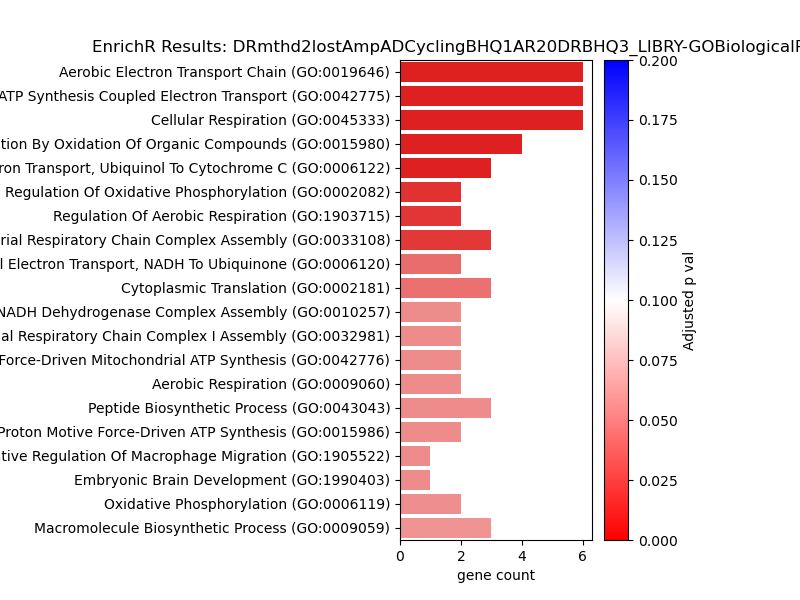 EnrichR Results: DRmthd2lostAmpADCyclingBHQ1AR20DRBHQ3_LIBRY-GOBiologicalP
Aerobic Electron Transport Chain (GO:0019646)
ATP Synthesis Coupled Electron Transport (GO:0042775)
Cellular Respiration (GO:0045333)
tion By Oxidation Of Organic Compounds (GO:0015980)
ron Transport, Ubiquinol To Cytochrome C (GO:0006122)
Regulation Of Oxidative Phosphorylation (GO:0002082)
Regulation Of Aerobic Respiration (GO:1903715)
rial Respiratory Chain Complex Assembly (GO:0033108)
l Electron Transport, NADH To Ubiquinone (GO:0006120)
Cytoplasmic Translation (GO:0002181)
NADH Dehydrogenase Complex Assembly (GO:0010257)
al Respiratory Chain Complex I Assembly (GO:0032981)
Force-Driven Mitochondrial ATP Synthesis (GO:0042776)
Aerobic Respiration (GO:0009060)
Peptide Biosynthetic Process (GO:0043043)
Proton Motive Force-Driven ATP Synthesis (GO:0015986)
tive Regulation Of Macrophage Migration (GO:1905522)
Embryonic Brain Development (GO:1990403)
Oxidative Phosphorylation (GO:0006119)
Macromolecule Biosynthetic Process (GO:0009059)
0 2 4 6
gene count
0.200
0.175
0.150
0.125
0.100
0.075
0.050
0.025
0.000
Adjusted p val